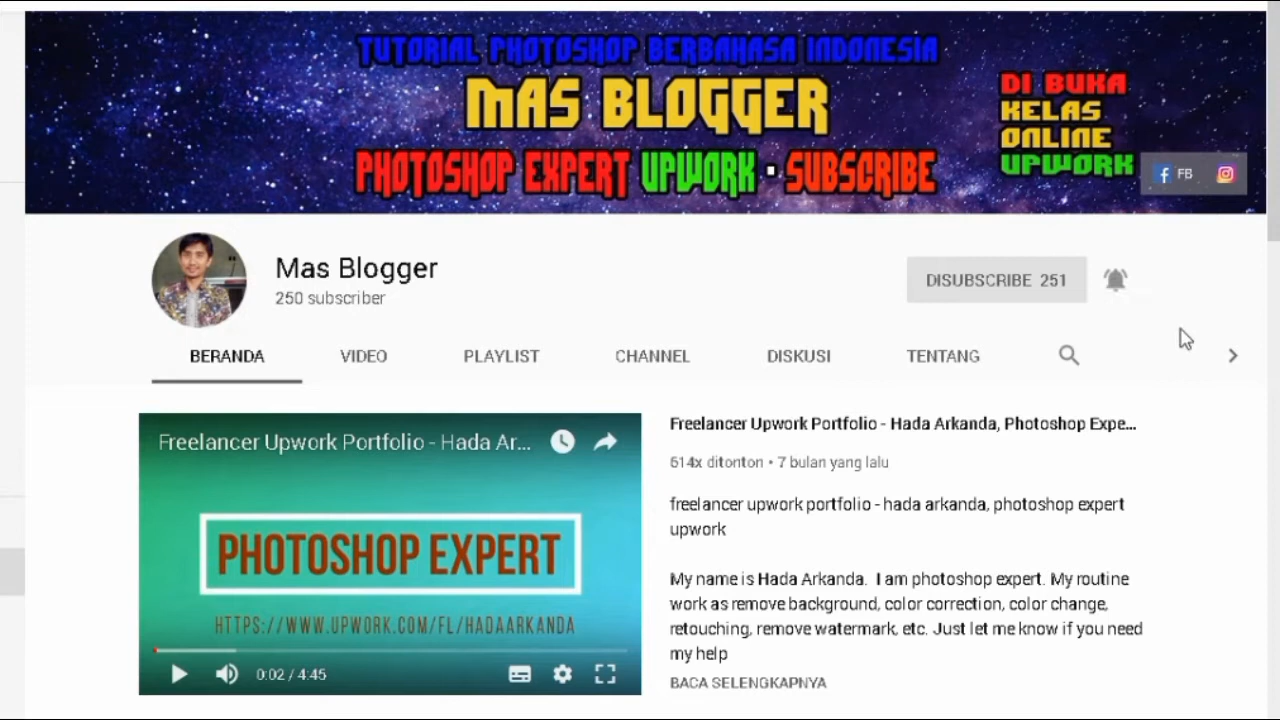 TUTORIAL PHOTOSHOP BERBAHASA INDONESIA
MAS BLOGGER
PHOTOSHOP EXPERT UPWORK • SUBSCRIBE
DI BUKA
KELAS
ONLINE
UPWORK
FB
Mas Blogger
250 subscriber
DISUBSCRIBE 251
BERANDA
VIDEO
PLAYLIST
CHANNEL
DISKUSI
TENTANG
Freelancer Upwork Portfolio - Hada Ar...
PHOTOSHOP EXPERT
HTTPS://WWW.UPWORK.COM/FL/HADAARKANDA
0:02 / 4:45
Freelancer Upwork Portfolio - Hada Arkanda, Photoshop Expe...
514x ditonton • 7 bulan yang lalu
freelancer upwork portfolio - hada arkanda, photoshop expert
upwork
My name is Hada Arkanda. I am photoshop expert. My routine
work as remove background, color correction, color change,
retouching, remove watermark, etc. Just let me know if you need
my help
BACA SELENGKAPNYA